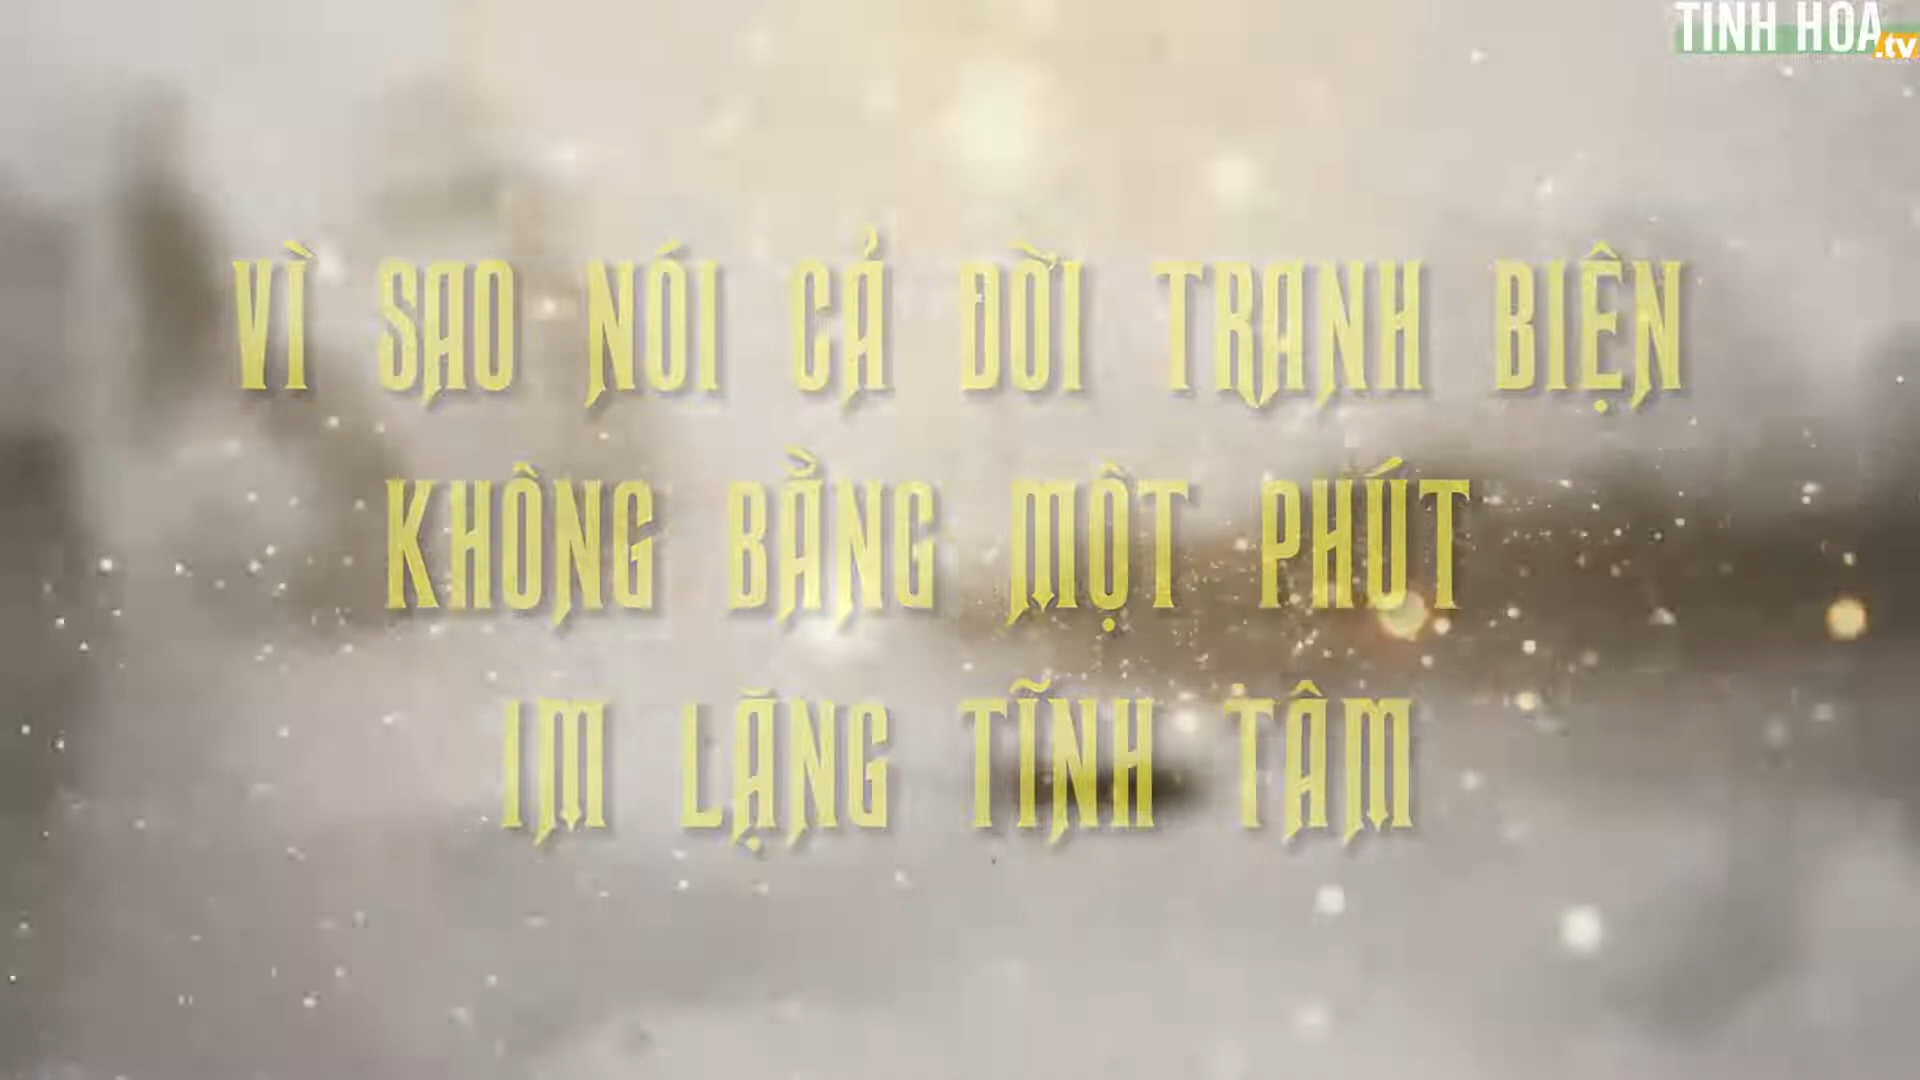 TINH HOA
.tv
VÌ SAO NÓI CẢ ĐỜI TRANH BIỆN
KHÔNG BẰNG MỘT PHÚT
IM LẶNG TĨNH TÂM